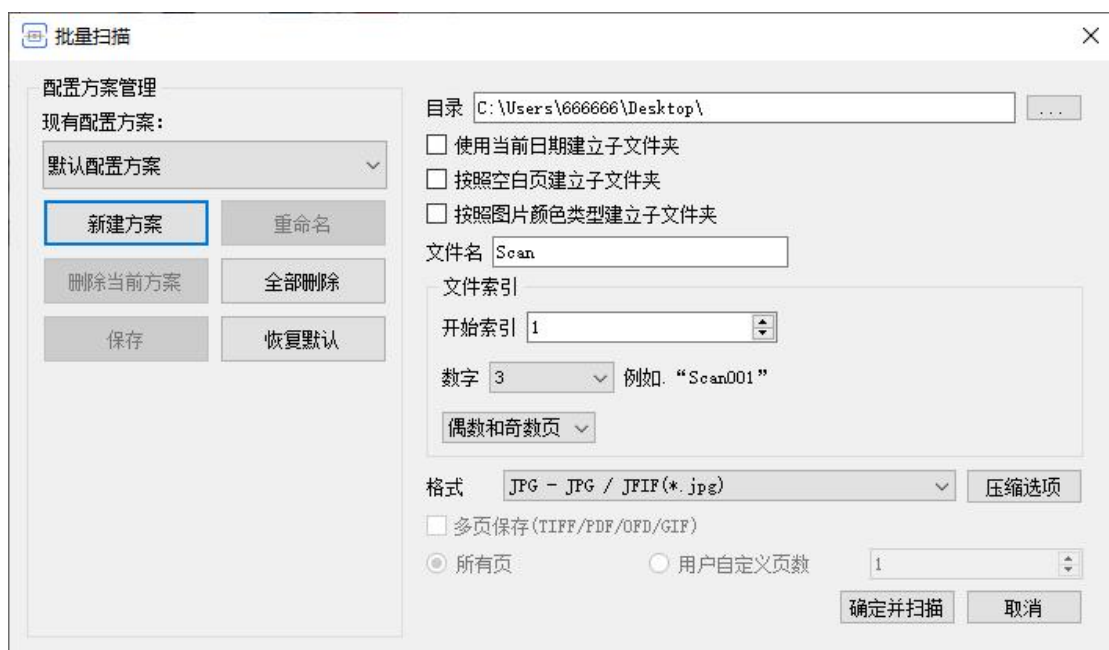 批量扫描
配置方案管理
现有配置方案:
默认配置方案
新建方案
重命名
删除当前方案
全部删除
保存
恢复默认
目录 C:\Users\666666\Desktop\ ...
使用当前日期建立子文件夹
按照空白页建立子文件夹
按照图片颜色类型建立子文件夹
文件名 Scan
文件索引
开始索引 1
数字 3 例如. “Scan001”
偶数和奇数页
格式 JPG - JPG / JFIF(*.jpg) 压缩选项
多页保存(TIFF/PDF/OFD/GIF)
所有页 用户自定义页数 1
确定并扫描 取消